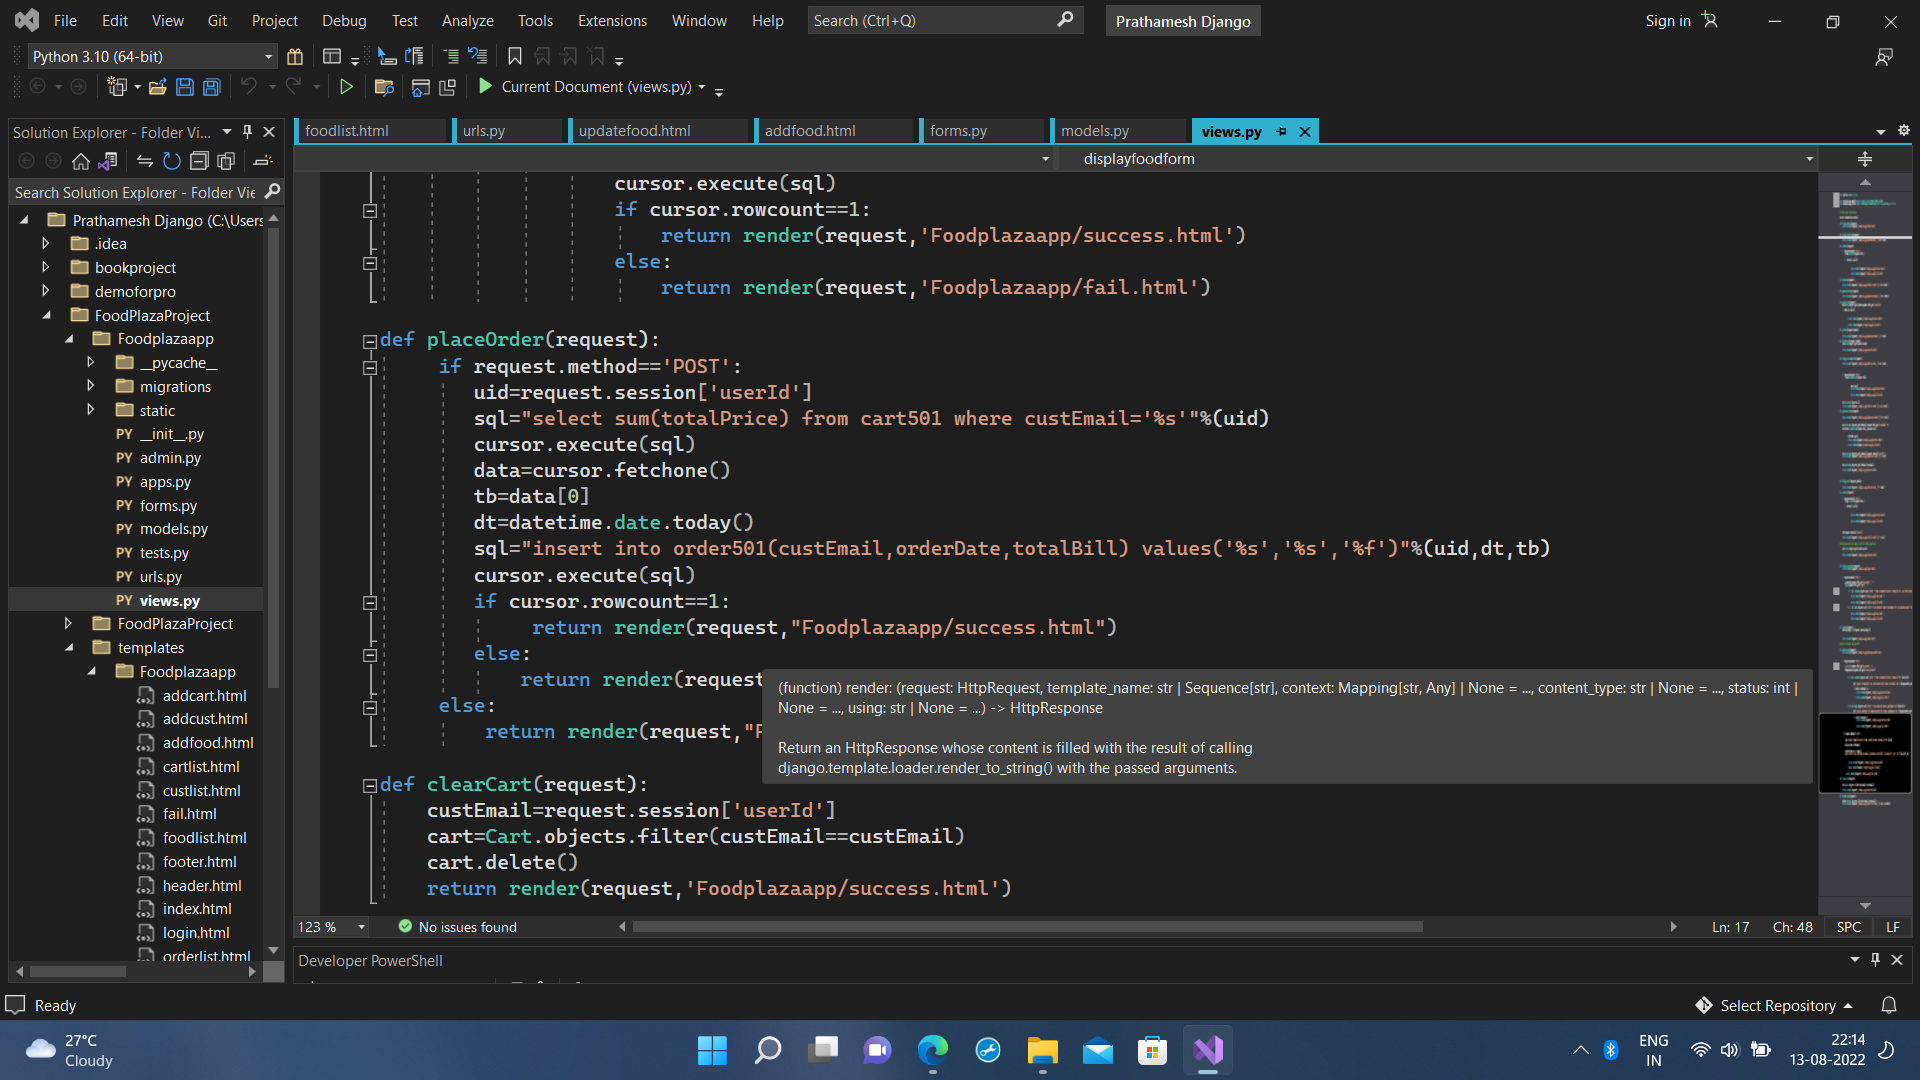 File Edit View Git Project Debug Test Analyze Tools Extensions Window Help Search (Ctrl+Q) Prathamesh Django Sign in
Python 3.10 (64-bit)
Current Document (views.py)
Solution Explorer - Folder Vi...
foodlist.html urls.py updatefood.html addfood.html forms.py models.py views.py
displayfoodform
Search Solution Explorer - Folder Vie
Prathamesh Django (C:\Users
.idea
bookproject
demoforpro
FoodPlazaProject
Foodplazaapp
__pycache__
migrations
static
PY __init__.py
PY admin.py
PY apps.py
PY forms.py
PY models.py
PY tests.py
PY urls.py
PY views.py
FoodPlazaProject
templates
Foodplazaapp
addcart.html
addcust.html
addfood.html
cartlist.html
custlist.html
fail.html
foodlist.html
footer.html
header.html
index.html
login.html
orderlist.html
cursor.execute(sql)
if cursor.rowcount==1:
return render(request,'Foodplazaapp/success.html')
else:
return render(request,'Foodplazaapp/fail.html')
def placeOrder(request):
if request.method=='POST':
uid=request.session['userId']
sql="select sum(totalPrice) from cart501 where custEmail='%s'"%(uid)
cursor.execute(sql)
data=cursor.fetchone()
tb=data[0]
dt=datetime.date.today()
sql="insert into order501(custEmail,orderDate,totalBill) values('%s','%s','%f')"%(uid,dt,tb)
cursor.execute(sql)
if cursor.rowcount==1:
return render(request,"Foodplazaapp/success.html")
else:
return render(request
else:
return render(request,"F
(function) render: (request: HttpRequest, template_name: str | Sequence[str], context: Mapping[str, Any] | None = ..., content_type: str | None = ..., status: int |
None = ..., using: str | None = ...) -> HttpResponse
Return an HttpResponse whose content is filled with the result of calling
django.template.loader.render_to_string() with the passed arguments.
def clearCart(request):
custEmail=request.session['userId']
cart=Cart.objects.filter(custEmail==custEmail)
cart.delete()
return render(request,'Foodplazaapp/success.html')
123 % No issues found Ln: 17 Ch: 48 SPC LF
Developer PowerShell
Ready Select Repository
27°C
Cloudy
ENG
IN
22:14
13-08-2022